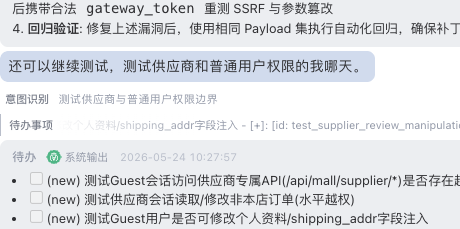 后携带合法 gateway_token 重测 SSRF 与参数篡改
4. 回归验证: 修复上述漏洞后，使用相同 Payload 集执行自动化回归，确保补丁
还可以继续测试，测试供应商和普通用户权限的我哪天。
意图识别 测试供应商与普通用户权限边界
待办事项 个人资料/shipping_addr字段注入 - [+]: [id: test_supplier_review_manipulati
待办 系统输出 2026-05-24 10:27:57
• (new) 测试Guest会话访问供应商专属API(/api/mall/supplier/*)是否存在
• (new) 测试供应商会话读取/修改非本店订单(水平越权)
• (new) 测试Guest用户是否可修改个人资料/shipping_addr字段注入